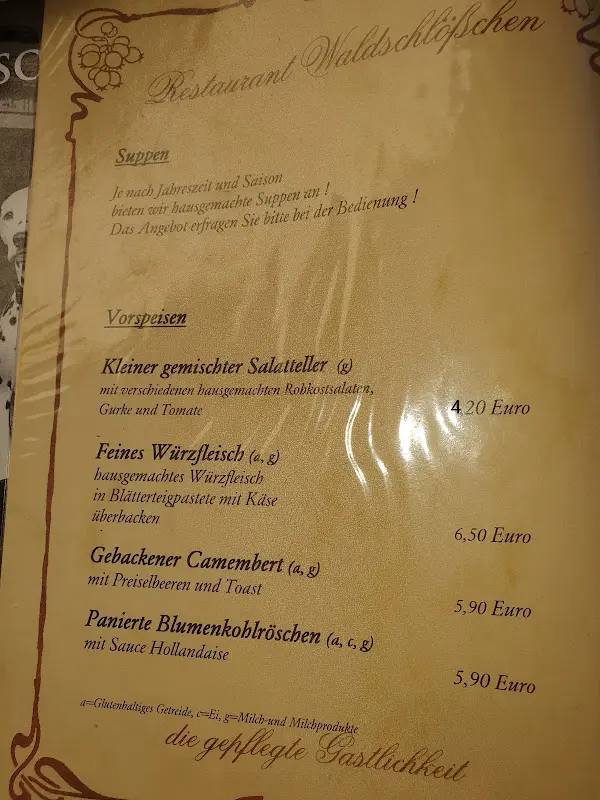 SC
Restaurant Waldschlößchen
Suppen
Je nach Jahreszeit und Saison
bieten wir hausgemachte Suppen an !
Das Angebot erfragen Sie bitte bei der Bedienung !
Vorspeisen
Kleiner gemischter Salatteller (g)
mit verschiedenen hausgemachten Rohkostsalaten,
Gurke und Tomate
4,20 Euro
Feines Würzfleisch (a, g)
hausgemachtes Würzfleisch
in Blätterteigpastete mit Käse
überbacken
6,50 Euro
Gebackener Camembert (a, g)
mit Preiselbeeren und Toast
5,90 Euro
Panierte Blumenkohlröschen (a, c, g)
mit Sauce Hollandaise
5,90 Euro
a=Glutenhaltiges Getreide, c=Ei, g=Milch-und Milchprodukte
die gepflegte Gastlichkeit